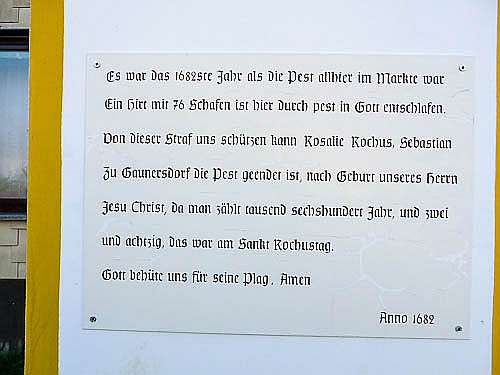 Es war das 1682ste Jahr als die Pest allhier im Markte war
Ein Hirt mit 76 Schafen ist hier durch pest in Gott entschlafen.
Von dieser Straf uns schützen kann Rosalie Rochus, Sebastian
Zu Gaunersdorf die Pest geendet ist, nach Geburt unseres Herrn
Jesu Christ, da man zählt tausend sechshundert Jahr, und zwei
und achtzig, das war am Sankt Rochustag.
Gott behüte uns für seine Plag. Amen
Anno 1682